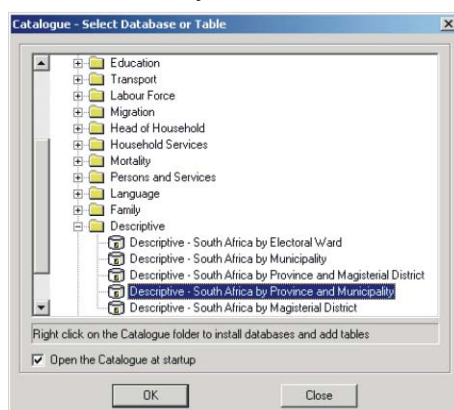 Catalogue - Select Database or Table
Education
Transport
Labour Force
Migration
Head of Household
Household Services
Mortality
Persons and Services
Language
Family
Descriptive
Descriptive - South Africa by Electoral Ward
Descriptive - South Africa by Municipality
Descriptive - South Africa by Province and Magisterial District
Descriptive - South Africa by Province and Municipality
Descriptive - South Africa by Magisterial District
Right click on the Catalogue folder to install databases and add tables
Open the Catalogue at startup
OK Close